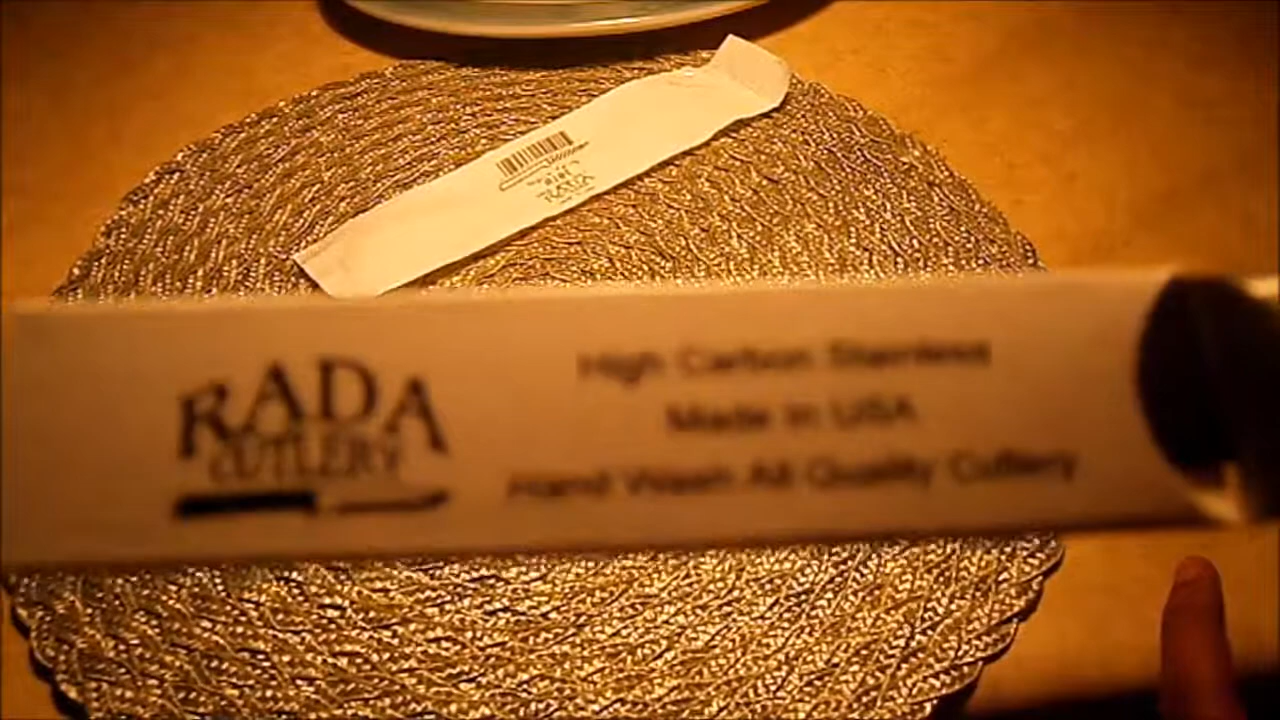 RADA
CUTLERY
High Carbon Stainless
Made in USA
Hand Wash All Quality Cutlery